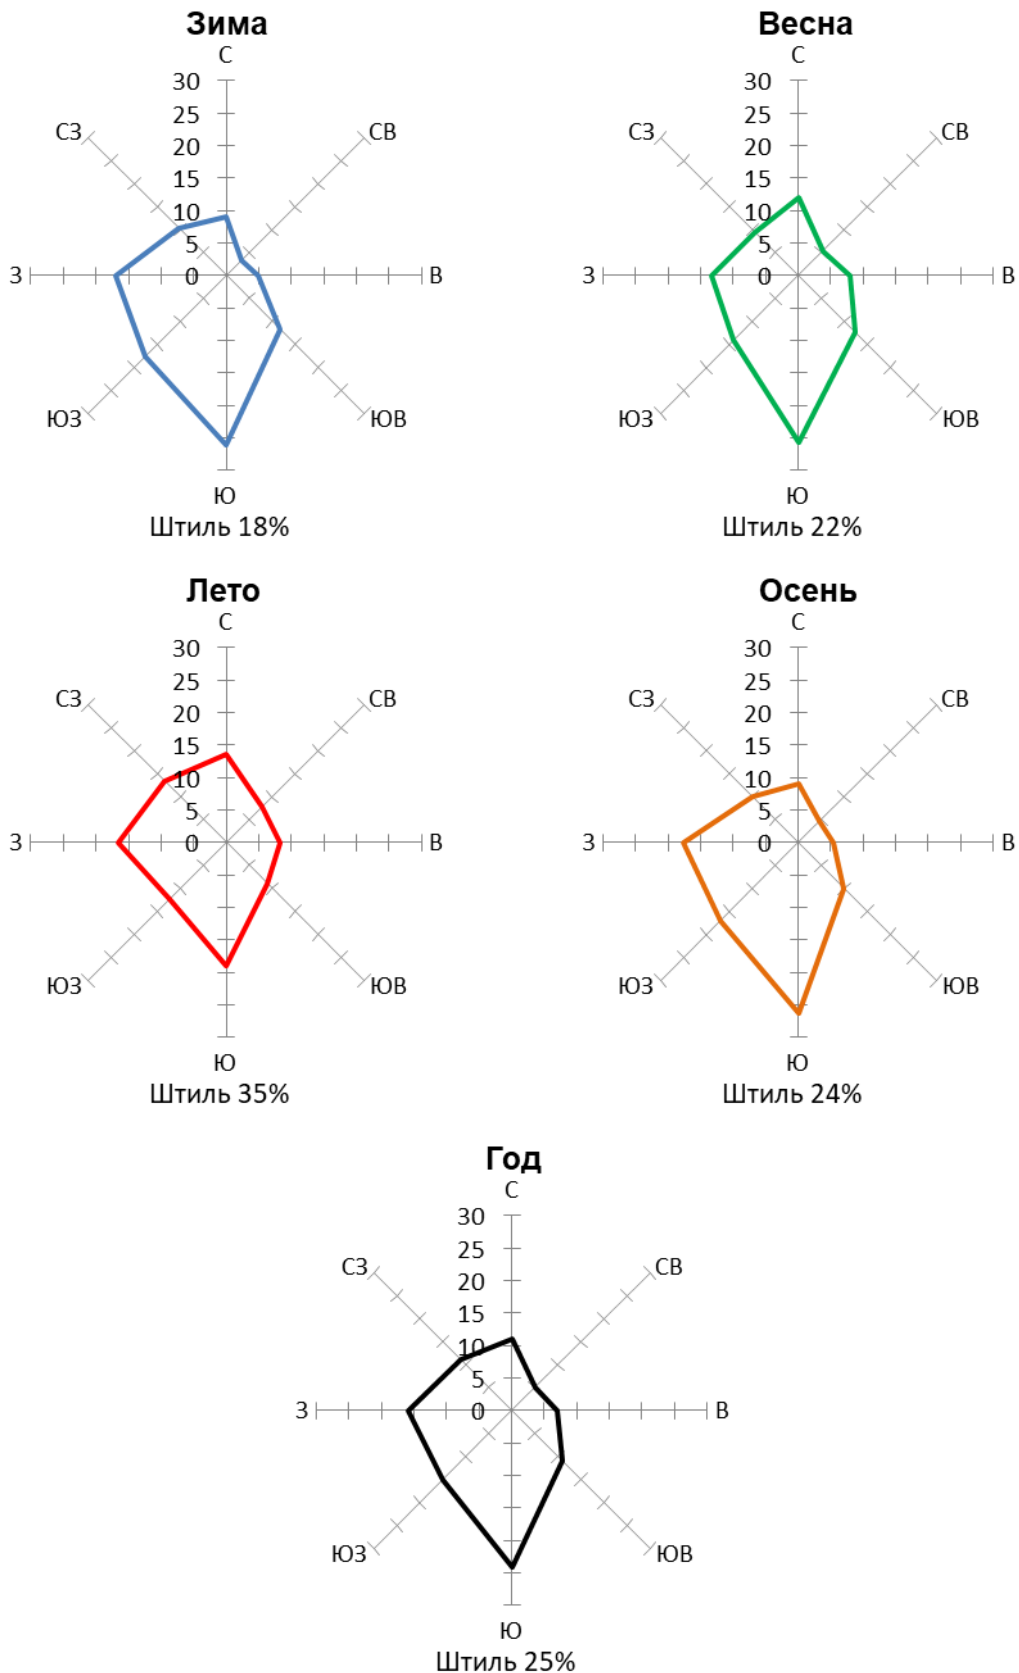 Зима
С
30
25
СЗ
СВ
20
15
10
5
З
0
В
ЮЗ
ЮВ
Ю
Штиль 18%
Весна
С
30
25
СЗ
СВ
20
15
10
5
З
0
В
ЮЗ
ЮВ
Ю
Штиль 22%
Лето
С
30
25
СЗ
СВ
20
15
10
5
З
0
В
ЮЗ
ЮВ
Ю
Штиль 35%
Осень
С
30
25
СЗ
СВ
20
15
10
5
З
0
В
ЮЗ
ЮВ
Ю
Штиль 24%
Год
С
30
25
СЗ
СВ
20
15
10
5
З
0
В
ЮЗ
ЮВ
Ю
Штиль 25%